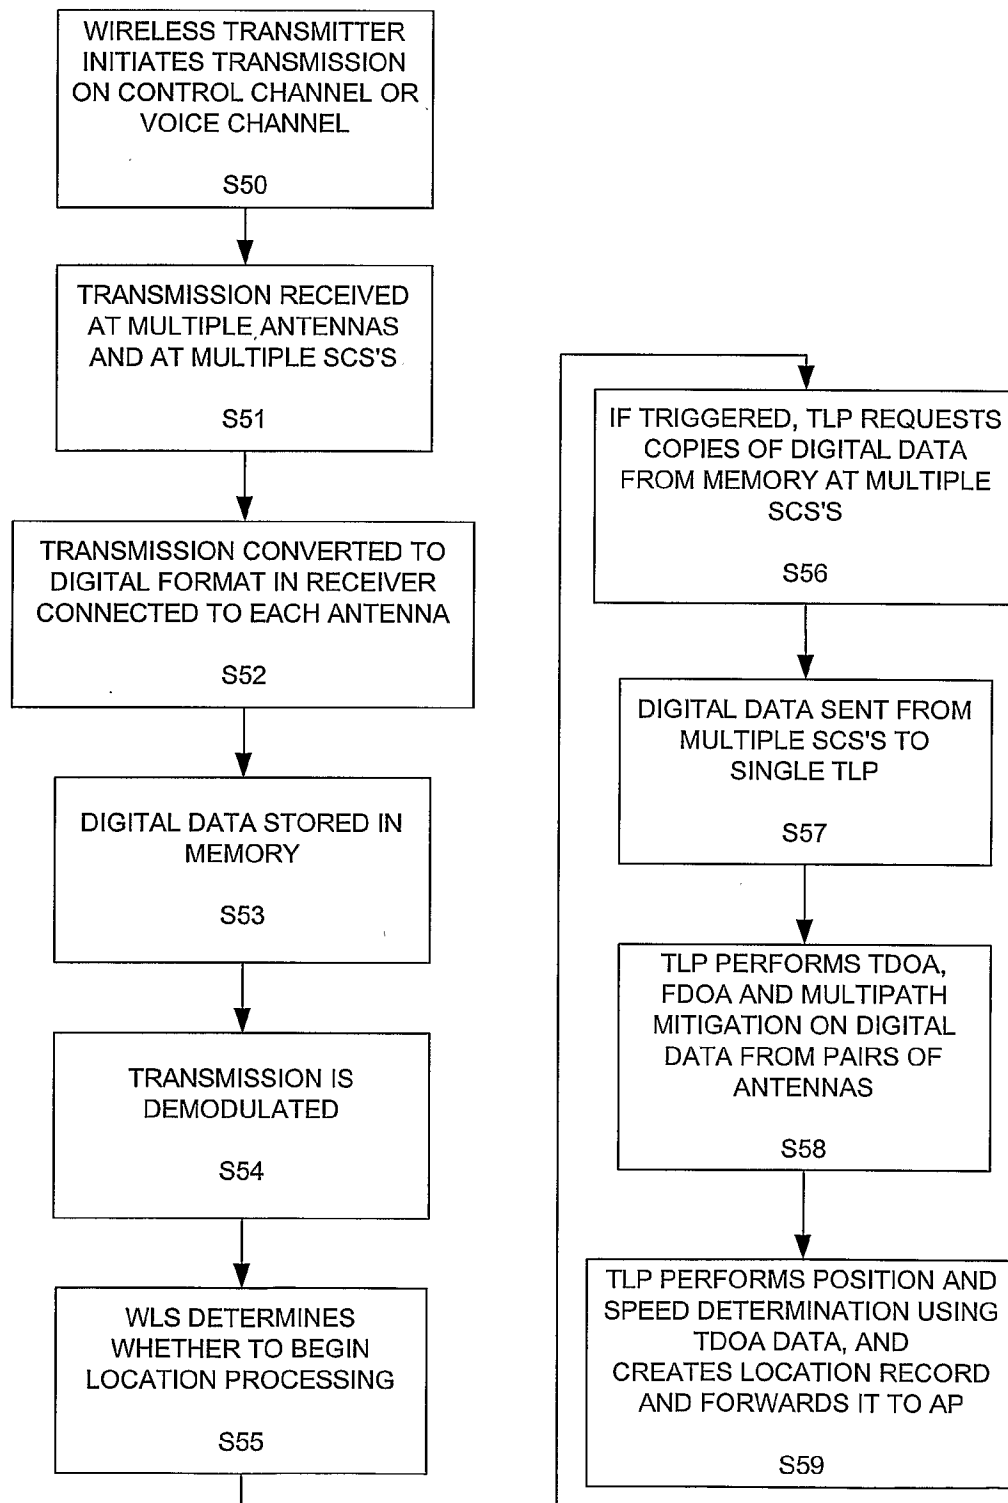 WIRELESS TRANSMITTER
INITIATES TRANSMISSION
ON CONTROL CHANNEL OR
VOICE CHANNEL
S50
TRANSMISSION RECEIVED
AT MULTIPLE ANTENNAS
AND AT MULTIPLE SCS'S
S51
TRANSMISSION CONVERTED TO
DIGITAL FORMAT IN RECEIVER
CONNECTED TO EACH ANTENNA
S52
DIGITAL DATA STORED IN
MEMORY
S53
TRANSMISSION IS
DEMODULATED
S54
WLS DETERMINES
WHETHER TO BEGIN
LOCATION PROCESSING
S55
IF TRIGGERED, TLP REQUESTS
COPIES OF DIGITAL DATA
FROM MEMORY AT MULTIPLE
SCS'S
S56
DIGITAL DATA SENT FROM
MULTIPLE SCS'S TO
SINGLE TLP
S57
TLP PERFORMS TDOA,
FDOA AND MULTIPATH
MITIGATION ON DIGITAL
DATA FROM PAIRS OF
ANTENNAS
S58
TLP PERFORMS POSITION AND
SPEED DETERMINATION USING
TDOA DATA, AND
CREATES LOCATION RECORD
AND FORWARDS IT TO AP
S59